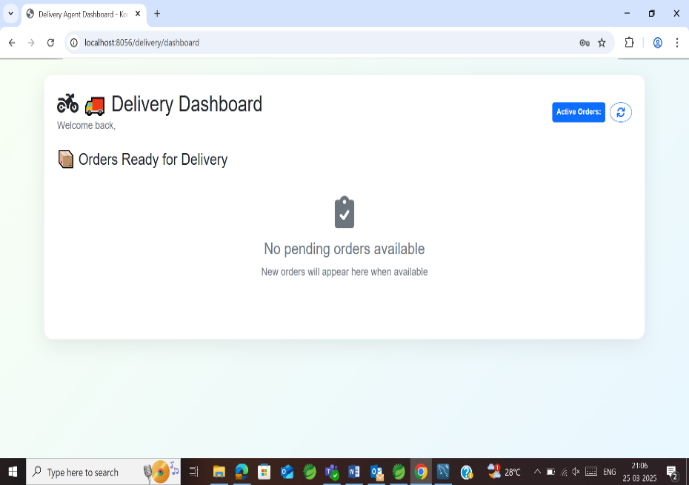 Delivery Agent Dashboard - Ko
localhost:8056/delivery/dashboard
Delivery Dashboard
Welcome back,
Active Orders:
Orders Ready for Delivery
No pending orders available
New orders will appear here when available
Type here to search
28°C
ENG
21:06
25-03-2025
2